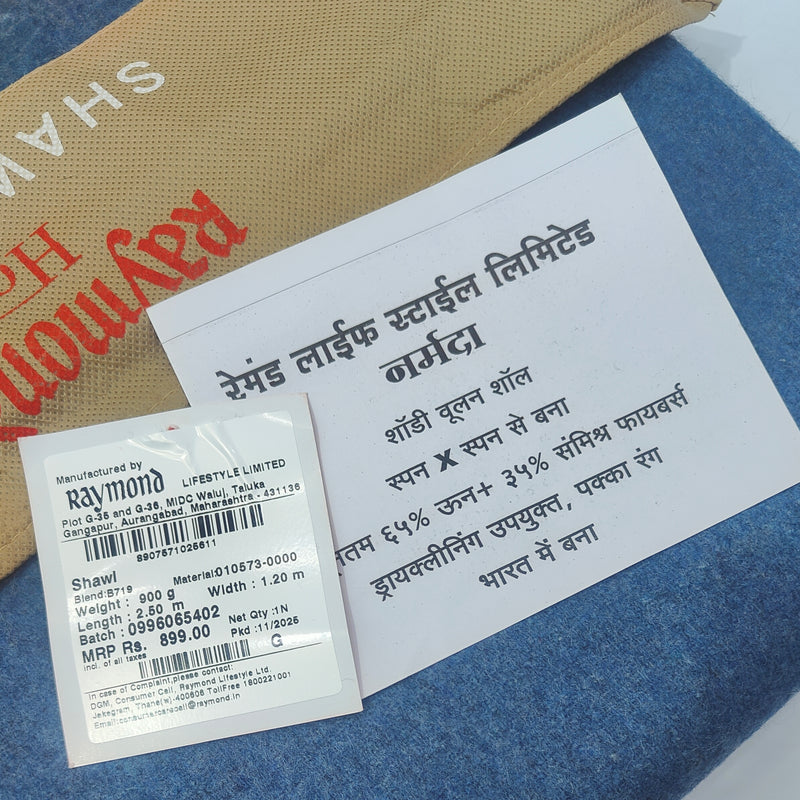 SHAW
Raymond
Ho
रेमंड लाईफ स्टाईल लिमिटेड
नर्मदा
शॉडी वूलन शॉल
स्पन X स्पन से बना
६५% ऊन+ ३५% संमिश्र फायबर्स
ड्रायक्लीनिंग उपयुक्त, पक्का रंग
भारत में बना
Manufactured by
Raymond LIFESTYLE LIMITED
Plot G-35 and G-36, MIDC Waluj, Taluka
Gangapur, Aurangabad, Maharashtra - 431136
8907571025611
Shawl Material:010573-0000
Blend:B719
Weight : 900 g Width : 1.20 m
Length : 2.50 m
Batch : 0996065402
MRP Rs. 899.00 Net Qty :1N
incl. of all taxes Pkd :11/2025
G
In case of Complaint,please contact:
DGM, Consumer Cell, Raymond Lifestyle Ltd.
Jekegram, Thane(w)-400606 TollFree 1800221001
Email:consumercarecell@raymond.in